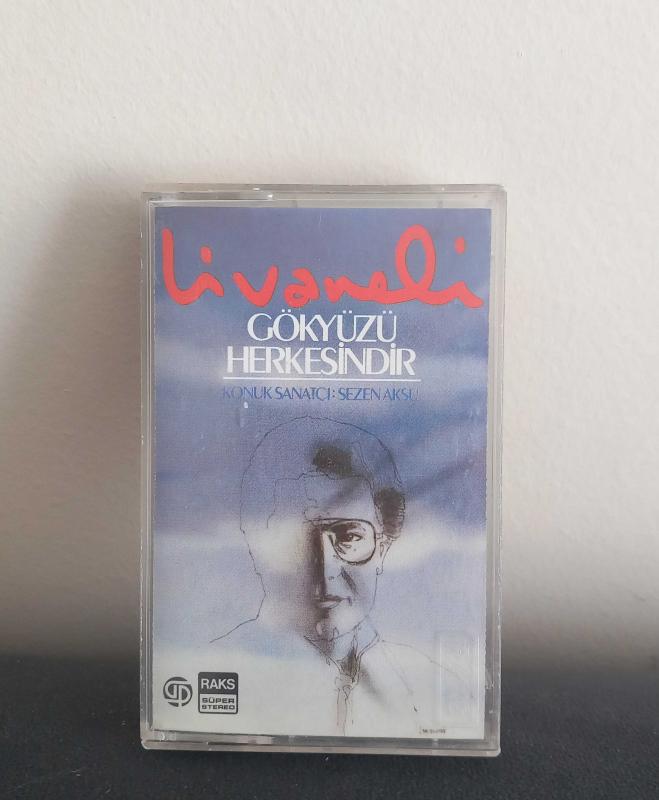 livaneli
GÖKYÜZÜ
HERKESİNDİR
KONUK SANATÇI: SEZEN AKSU
RAKS
SÜPER
STEREO